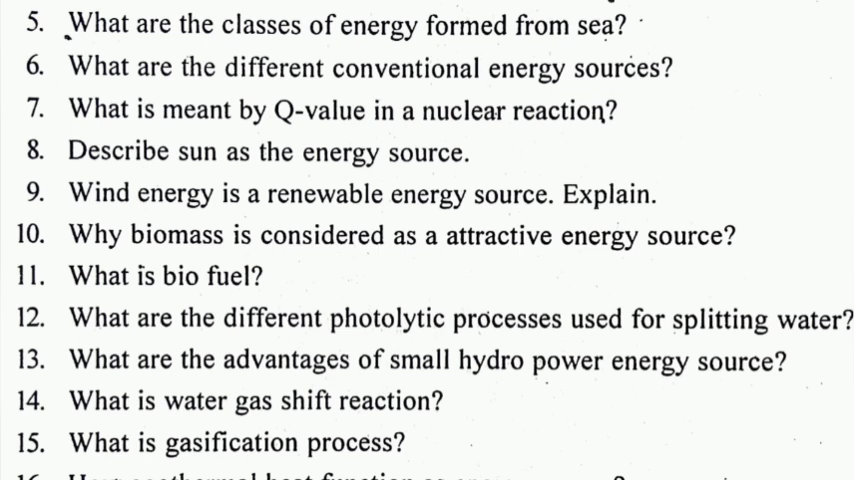 5. What are the classes of energy formed from sea?
6. What are the different conventional energy sources?
7. What is meant by Q-value in a nuclear reaction?
8. Describe sun as the energy source.
9. Wind energy is a renewable energy source. Explain.
10. Why biomass is considered as a attractive energy source?
11. What is bio fuel?
12. What are the different photolytic processes used for splitting water?
13. What are the advantages of small hydro power energy source?
14. What is water gas shift reaction?
15. What is gasification process?